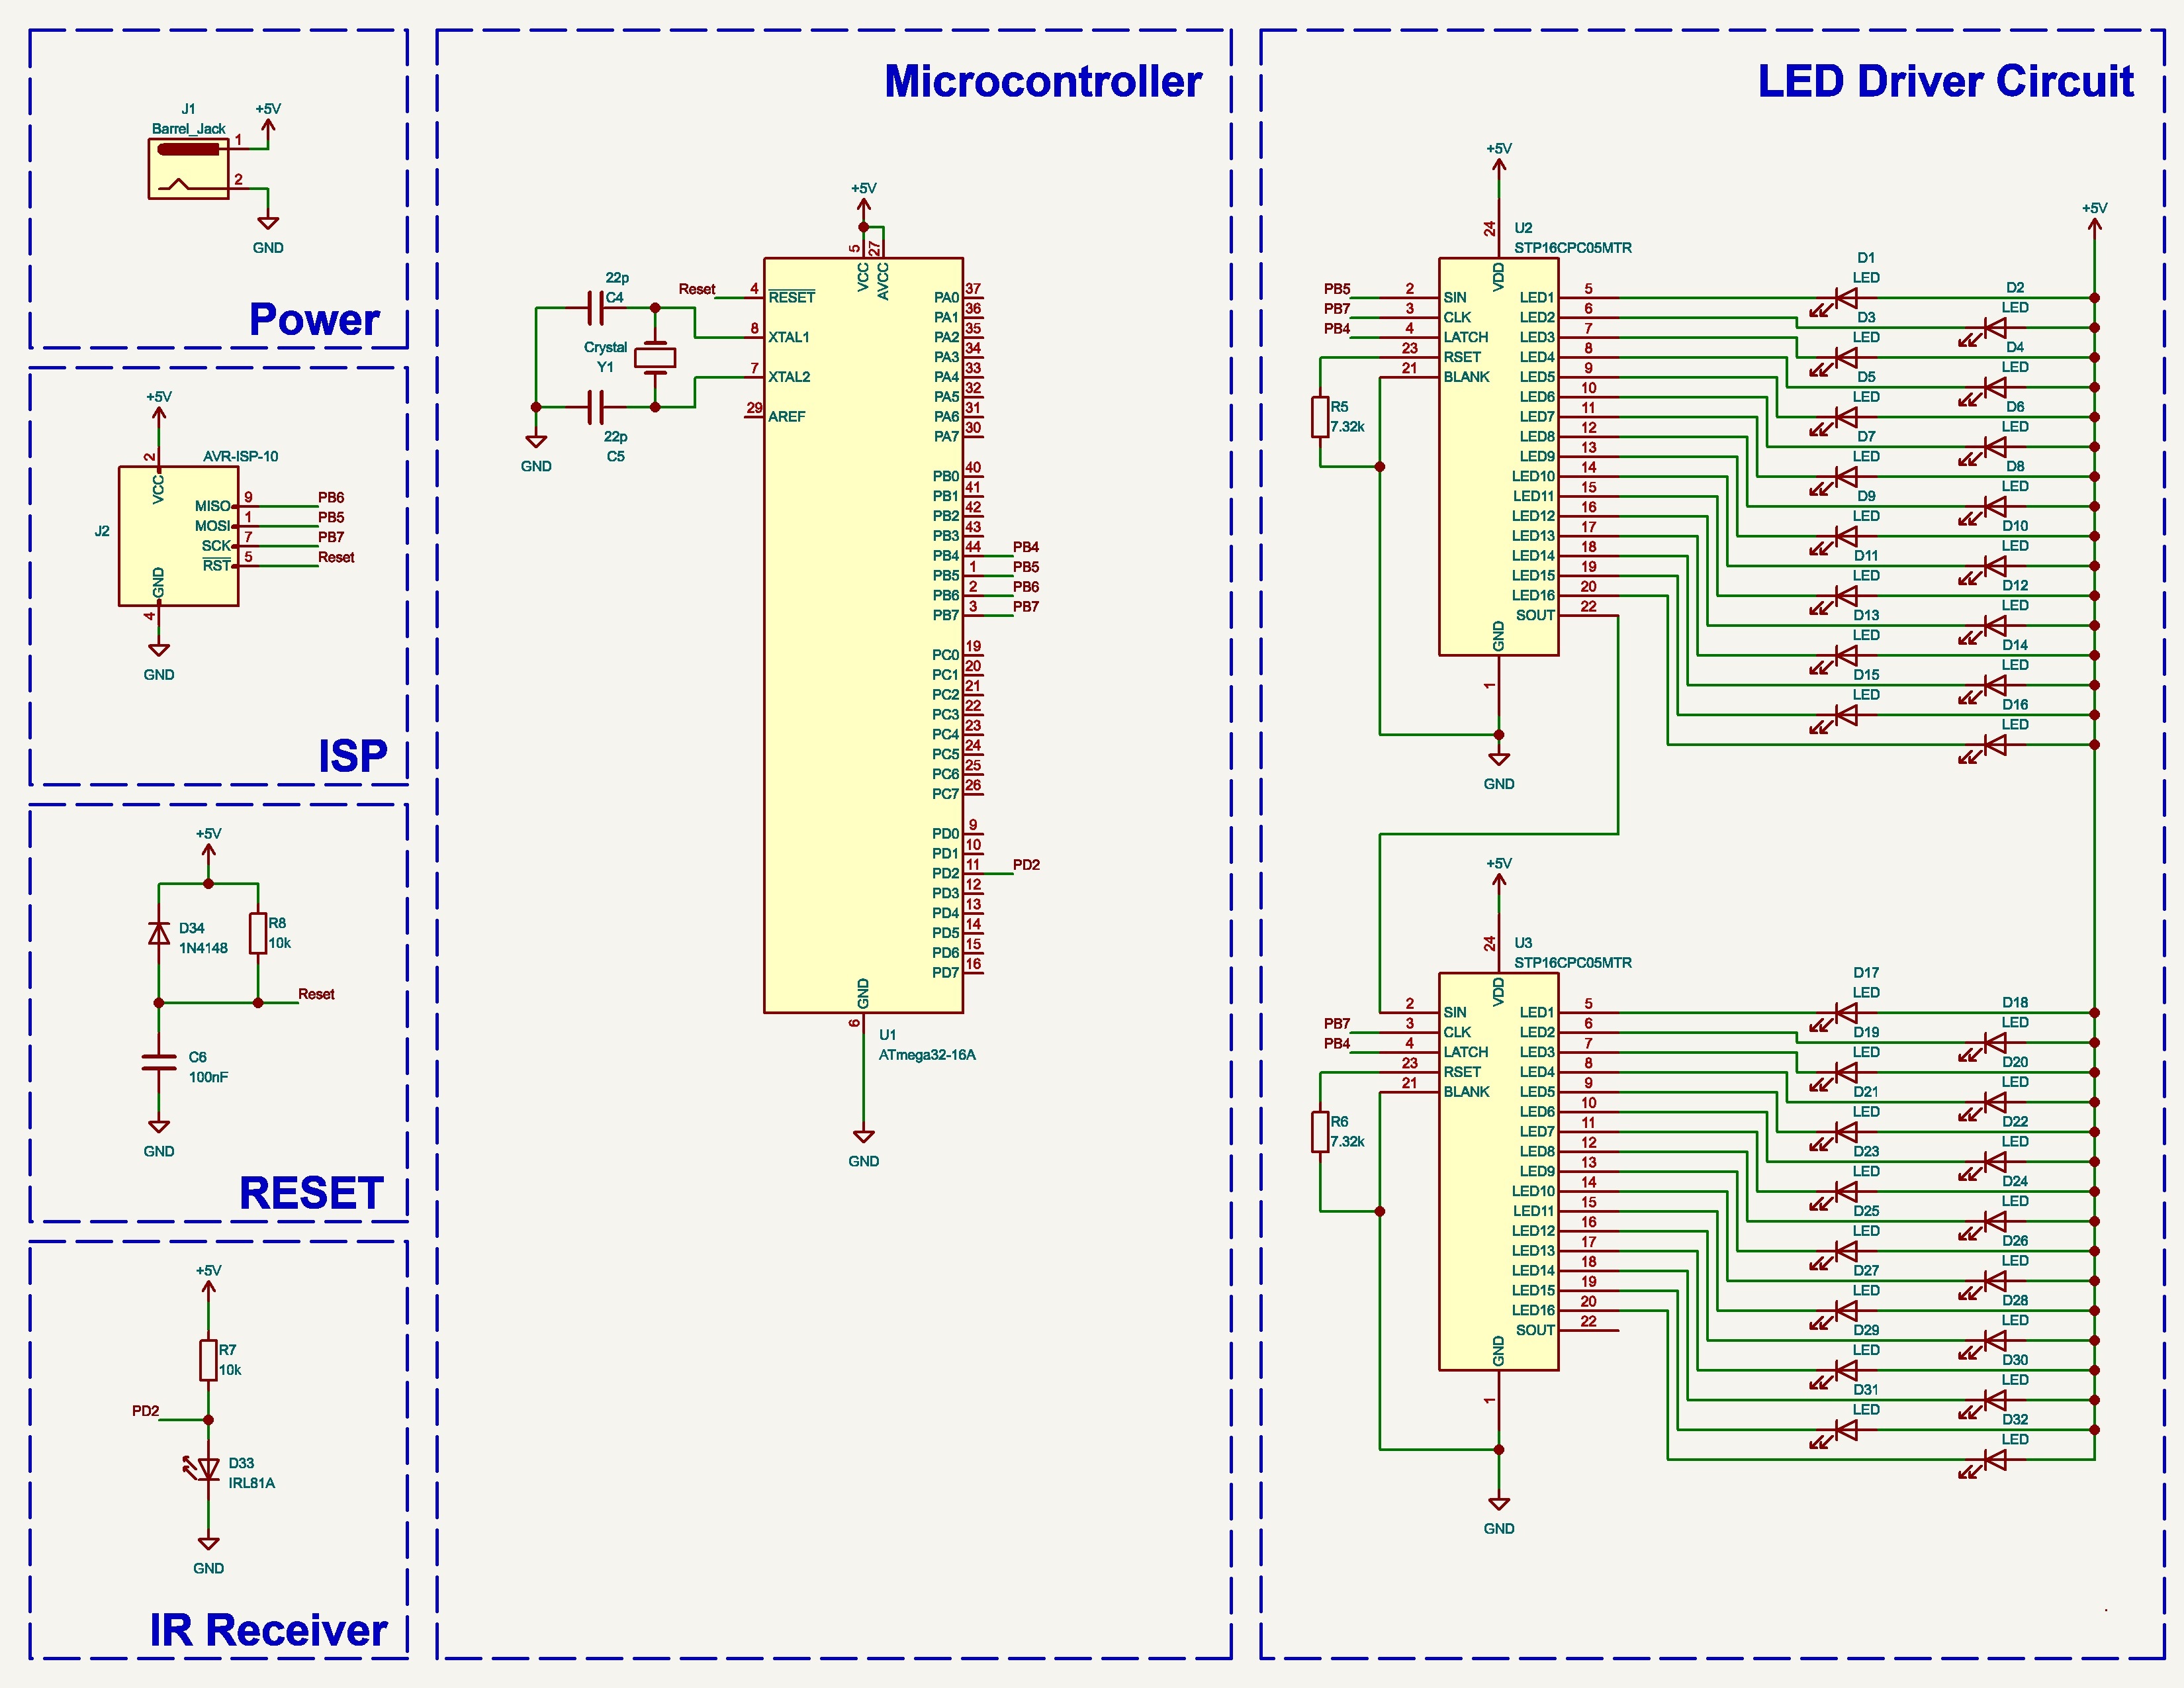 Power
J1
Barrel_Jack
+5V
1
2
GND
ISP
+5V
2
AVR-ISP-10
VCC
J2
MISO 9 PB6
MOSI 1 PB5
SCK 7 PB7
RST 5 Reset
GND
4
GND
RESET
+5V
D34
1N4148
R8
10k
Reset
C6
100nF
GND
IR Receiver
+5V
R7
10k
PD2
D33
IRL81A
GND
Microcontroller
+5V
5 27
VCC AVCC
22p
C4
Crystal
Y1
22p
C5
GND
Reset 4 RESET
8 XTAL1
7 XTAL2
29 AREF
PA0 37
PA1 36
PA2 35
PA3 34
PA4 33
PA5 32
PA6 31
PA7 30
PB0 40
PB1 41
PB2 42
PB3 43
PB4 44 PB4
PB5 1 PB5
PB6 2 PB6
PB7 3 PB7
PC0 19
PC1 20
PC2 21
PC3 22
PC4 23
PC5 24
PC6 25
PC7 26
PD0 9
PD1 10
PD2 11 PD2
PD3 12
PD4 13
PD5 14
PD6 15
PD7 16
GND
6
U1
ATmega32-16A
GND
LED Driver Circuit
+5V
24
U2
STP16CPC05MTR
VDD
PB5 2 SIN
PB7 3 CLK
PB4 4 LATCH
23 RSET
21 BLANK
R5
7.32k
LED1 5
LED2 6
LED3 7
LED4 8
LED5 9
LED6 10
LED7 11
LED8 12
LED9 13
LED10 14
LED11 15
LED12 16
LED13 17
LED14 18
LED15 19
LED16 20
SOUT 22
GND
1
GND
+5V
D1
LED
D2
LED
D3
LED
D4
LED
D5
LED
D6
LED
D7
LED
D8
LED
D9
LED
D10
LED
D11
LED
D12
LED
D13
LED
D14
LED
D15
LED
D16
LED
+5V
24
U3
STP16CPC05MTR
VDD
2 SIN
PB7 3 CLK
PB4 4 LATCH
23 RSET
21 BLANK
R6
7.32k
LED1 5
LED2 6
LED3 7
LED4 8
LED5 9
LED6 10
LED7 11
LED8 12
LED9 13
LED10 14
LED11 15
LED12 16
LED13 17
LED14 18
LED15 19
LED16 20
SOUT 22
GND
1
GND
D17
LED
D18
LED
D19
LED
D20
LED
D21
LED
D22
LED
D23
LED
D24
LED
D25
LED
D26
LED
D27
LED
D28
LED
D29
LED
D30
LED
D31
LED
D32
LED